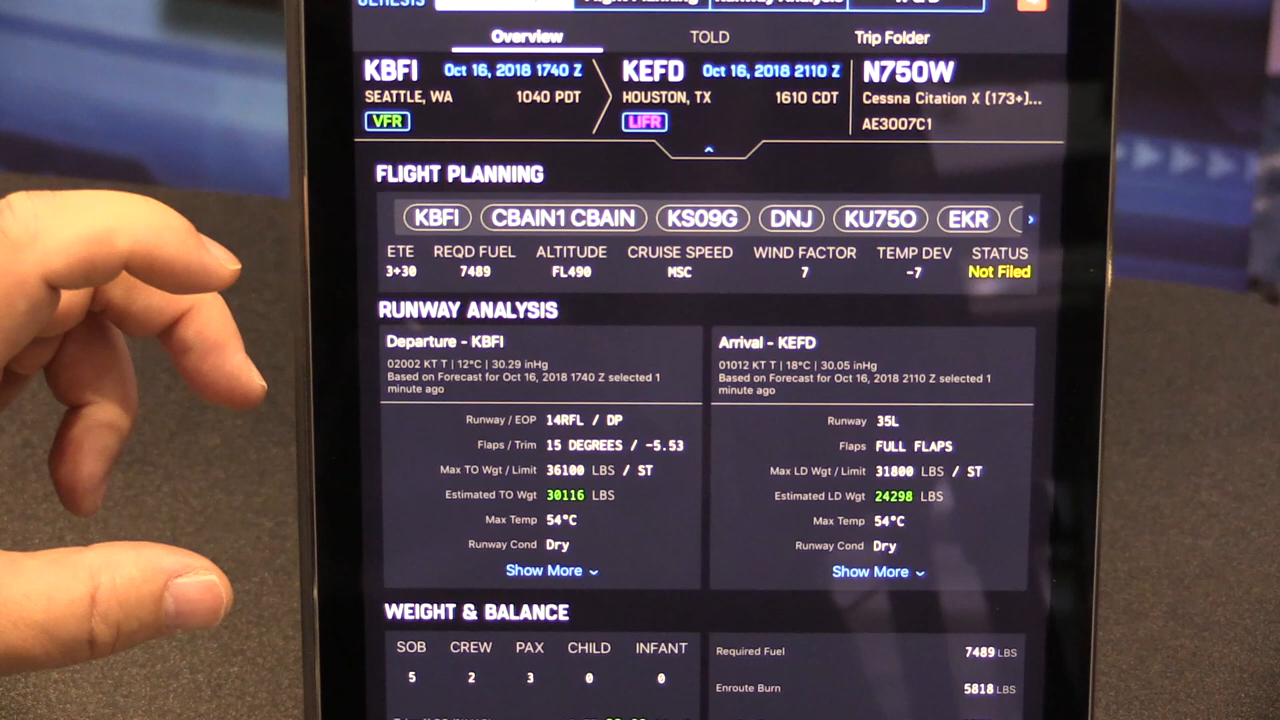 GENESIS Flight Planning Runway Analysis W & B
Overview TOLD Trip Folder
KBFI Oct 16, 2018 1740 Z KEFD Oct 16, 2018 2110 Z N750W
SEATTLE, WA 1040 PDT HOUSTON, TX 1610 CDT Cessna Citation X (173+)...
VFR LIFR AE3007C1
FLIGHT PLANNING
KBFI CBAIN1 CBAIN KS09G DNJ KU75O EKR
ETE REQD FUEL ALTITUDE CRUISE SPEED WIND FACTOR TEMP DEV STATUS
3+30 7489 FL490 MSC 7 -7 Not Filed
RUNWAY ANALYSIS
Departure - KBFI
02002 KT T | 12°C | 30.29 inHg
Based on Forecast for Oct 16, 2018 1740 Z selected 1
minute ago
Runway / EOP 14RFL / DP
Flaps / Trim 15 DEGREES / -5.53
Max TO Wgt / Limit 36100 LBS / ST
Estimated TO Wgt 30116 LBS
Max Temp 54°C
Runway Cond Dry
Show More
Arrival - KEFD
01012 KT T | 18°C | 30.05 inHg
Based on Forecast for Oct 16, 2018 2110 Z selected 1
minute ago
Runway 35L
Flaps FULL FLAPS
Max LD Wgt / Limit 31800 LBS / ST
Estimated LD Wgt 24298 LBS
Max Temp 54°C
Runway Cond Dry
Show More
WEIGHT & BALANCE
SOB CREW PAX CHILD INFANT
5 2 3 0 0
Required Fuel 7489 LBS
Enroute Burn 5818 LBS